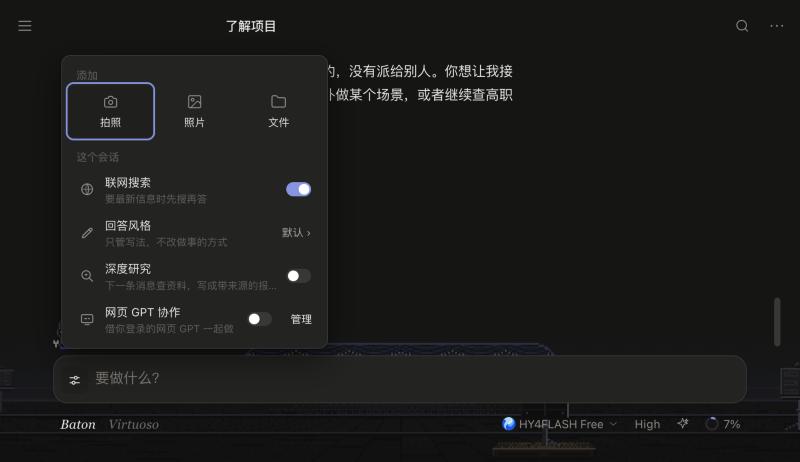 了解项目
的，没有派给别人。你想让我接
做某个场景，或者继续查高职
添加
拍照
照片
文件
这个会话
联网搜索
要最新信息时先搜再答
回答风格
只管写法，不改做事的方式
默认 ›
深度研究
下一条消息查资料，写成带来源的报...
网页 GPT 协作
借你登录的网页 GPT 一起做
管理
要做什么?
Baton Virtuoso
HY4FLASH Free
High
7%